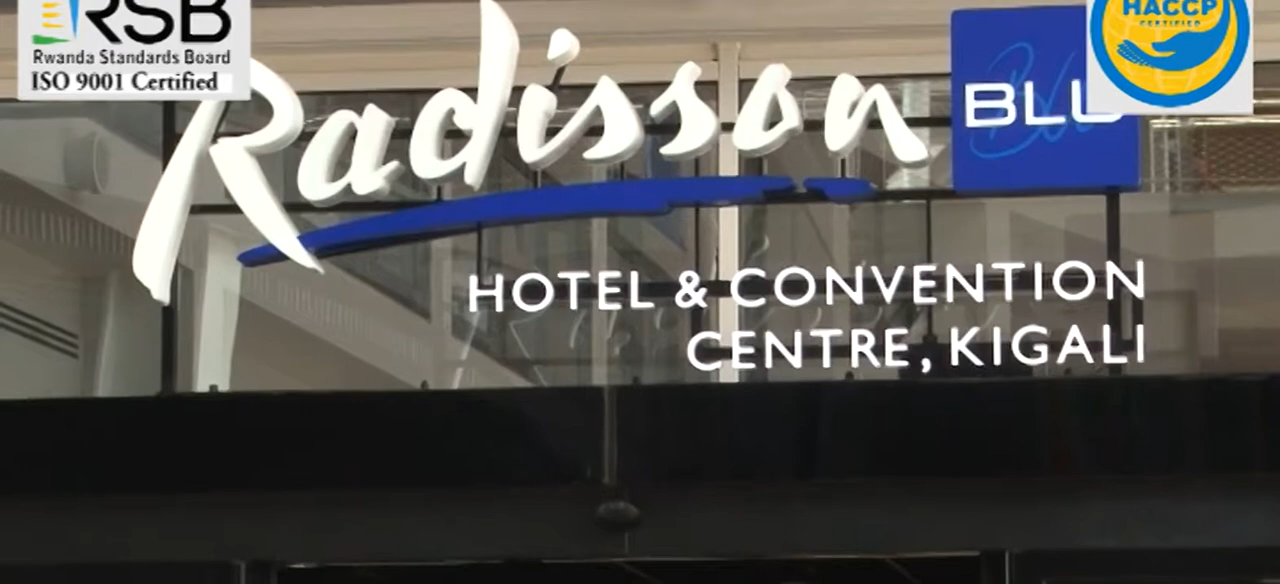 RSB
Rwanda Standards Board
ISO 9001 Certified
HACCP
CERTIFIED
Radisson
BLU
HOTEL & CONVENTION
CENTRE, KIGALI